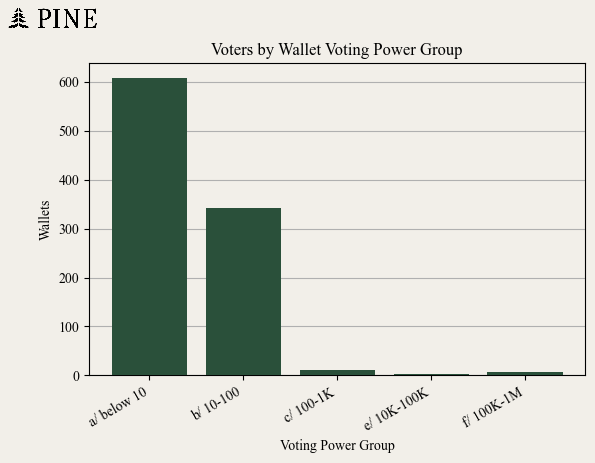 PINE
Voters by Wallet Voting Power Group
600
500
400
300
200
100
0
Wallets
a/ below 10
b/ 10-100
c/ 100-1K
e/ 10K-100K
f/ 100K-1M
Voting Power Group